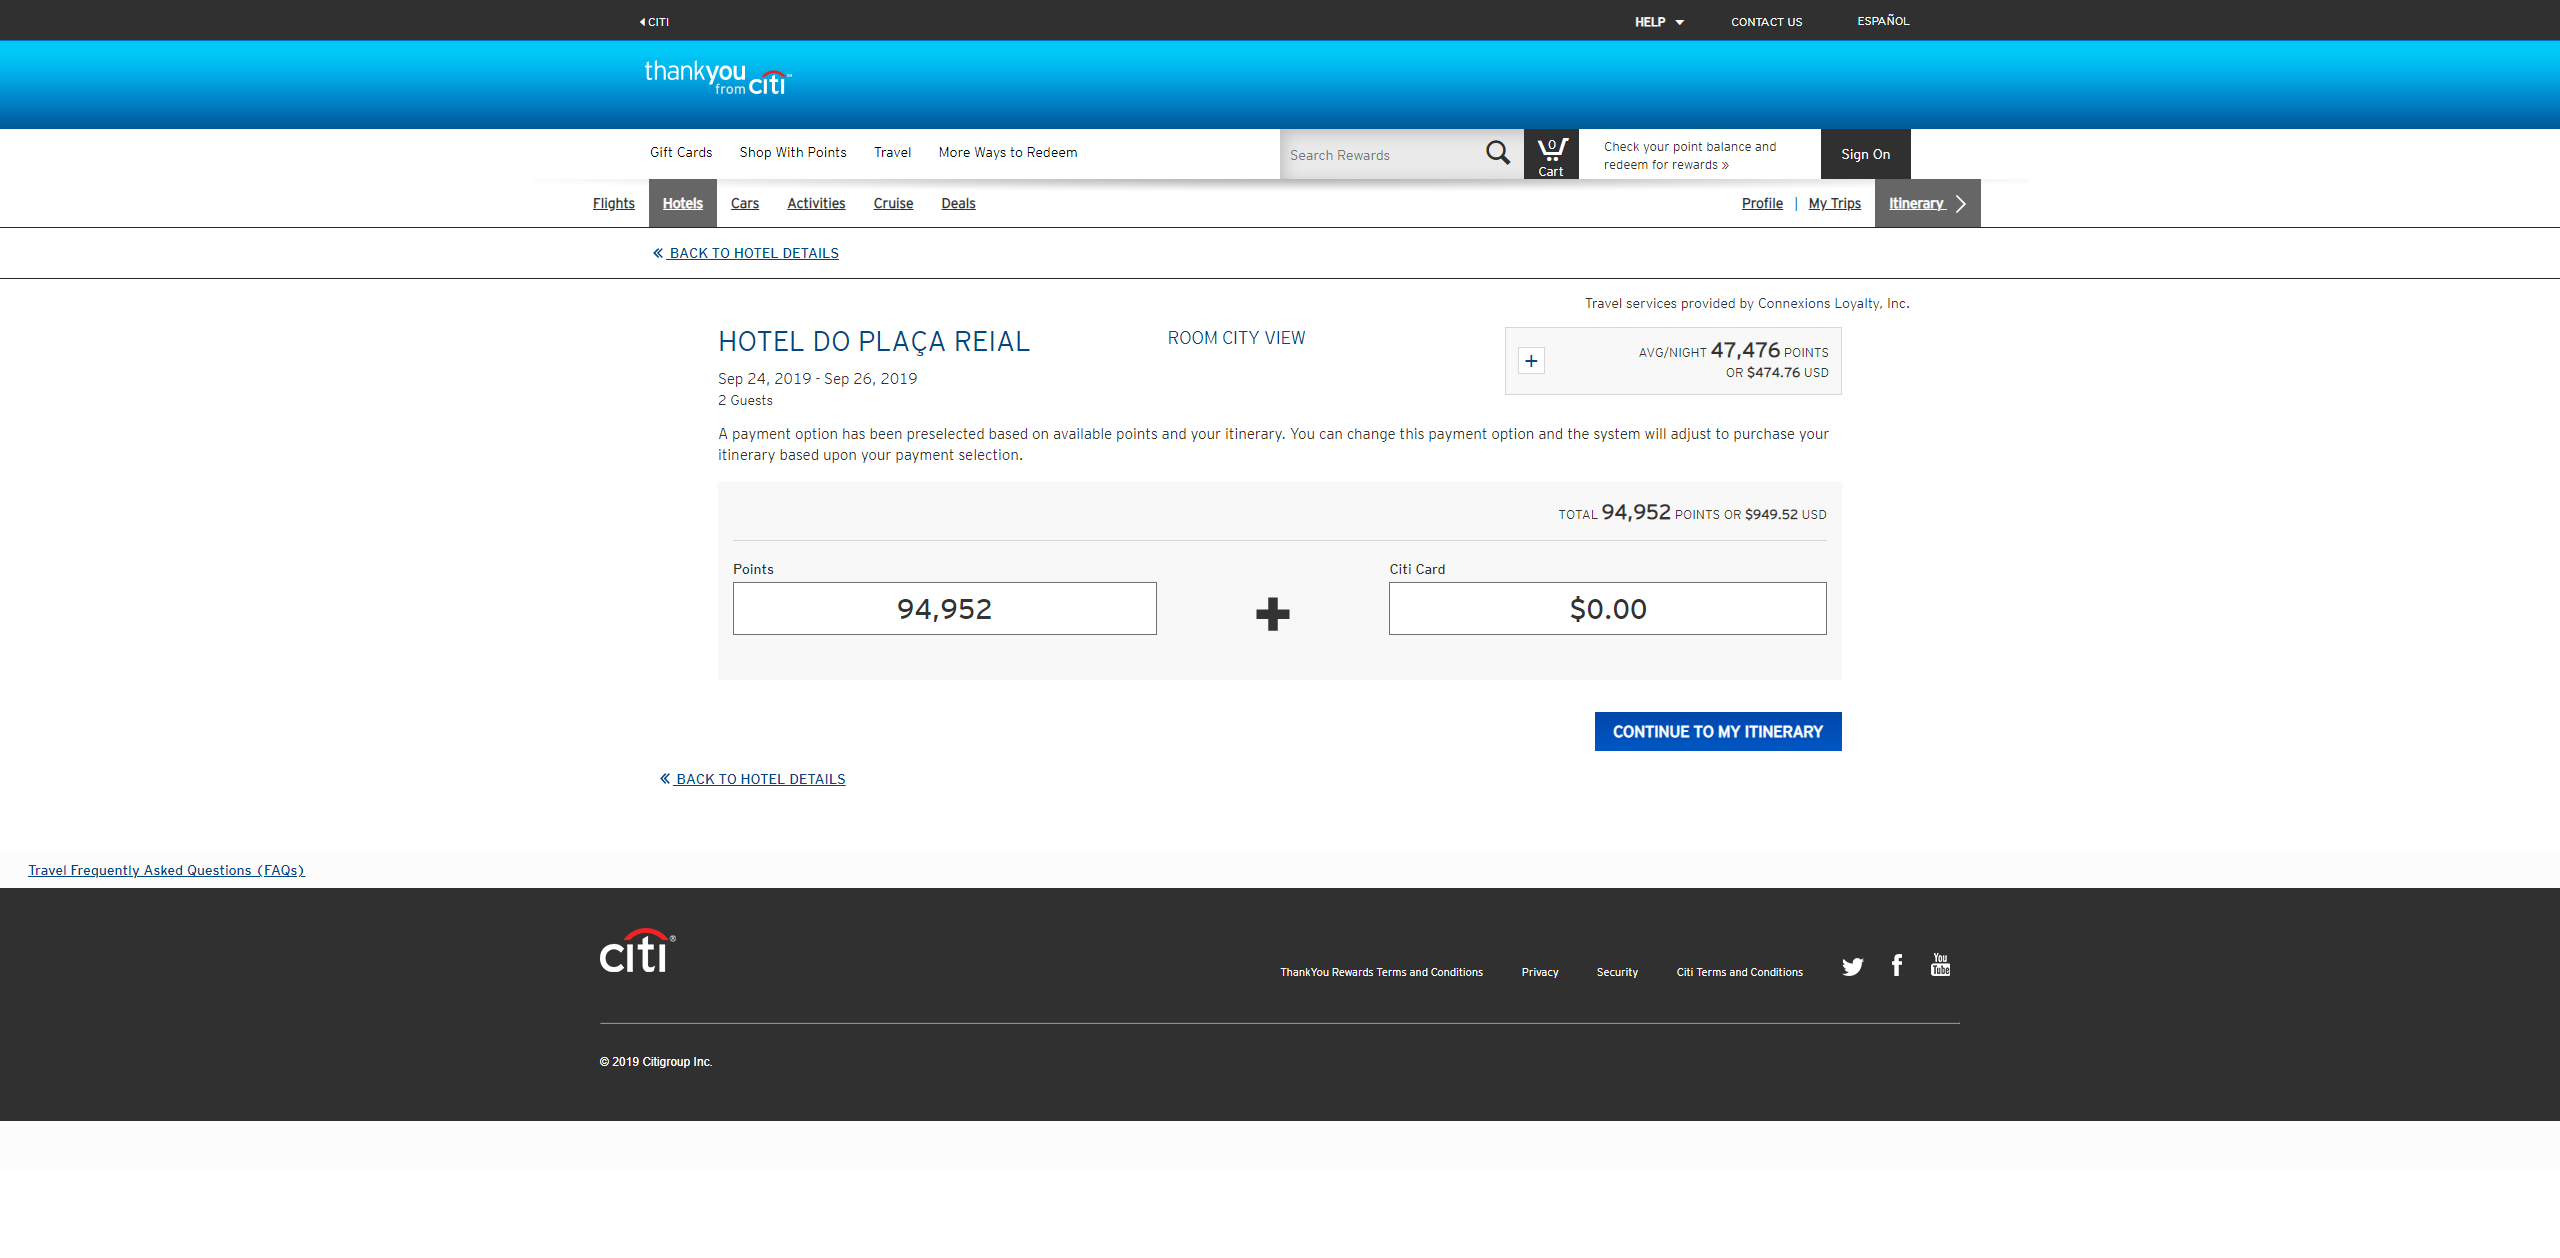 CITI
HELP
CONTACT US
ESPAÑOL
thankyou
from citi
Gift Cards
Shop With Points
Travel
More Ways to Redeem
Search Rewards
0
Cart
Check your point balance and
redeem for rewards »
Sign On
Flights
Hotels
Cars
Activities
Cruise
Deals
Profile | My Trips
Itinerary
« BACK TO HOTEL DETAILS
Travel services provided by Connexions Loyalty, Inc.
HOTEL DO PLAÇA REIAL
Sep 24, 2019 - Sep 26, 2019
2 Guests
ROOM CITY VIEW
+
AVG/NIGHT 47,476 POINTS
OR $474.76 USD
A payment option has been preselected based on available points and your itinerary. You can change this payment option and the system will adjust to purchase your
itinerary based upon your payment selection.
TOTAL 94,952 POINTS OR $949.52 USD
Points
94,952
+
Citi Card
$0.00
CONTINUE TO MY ITINERARY
« BACK TO HOTEL DETAILS
Travel Frequently Asked Questions (FAQs)
citi®
ThankYou Rewards Terms and Conditions
Privacy
Security
Citi Terms and Conditions
You
Tube
© 2019 Citigroup Inc.